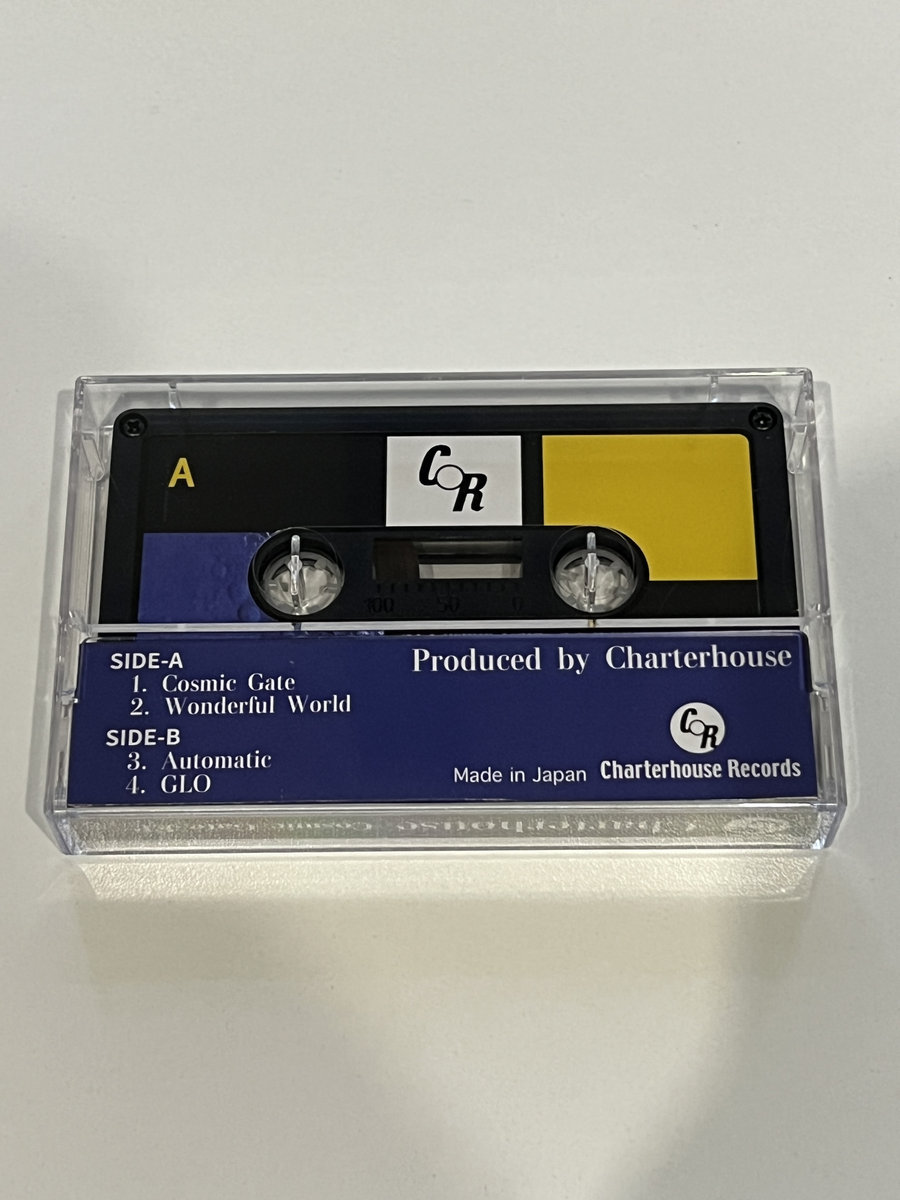 A
CR
100 50 0
SIDE-A
1. Cosmic Gate
2. Wonderful World
SIDE-B
3. Automatic
4. GLO
Produced by Charterhouse
CR
Made in Japan Charterhouse Records